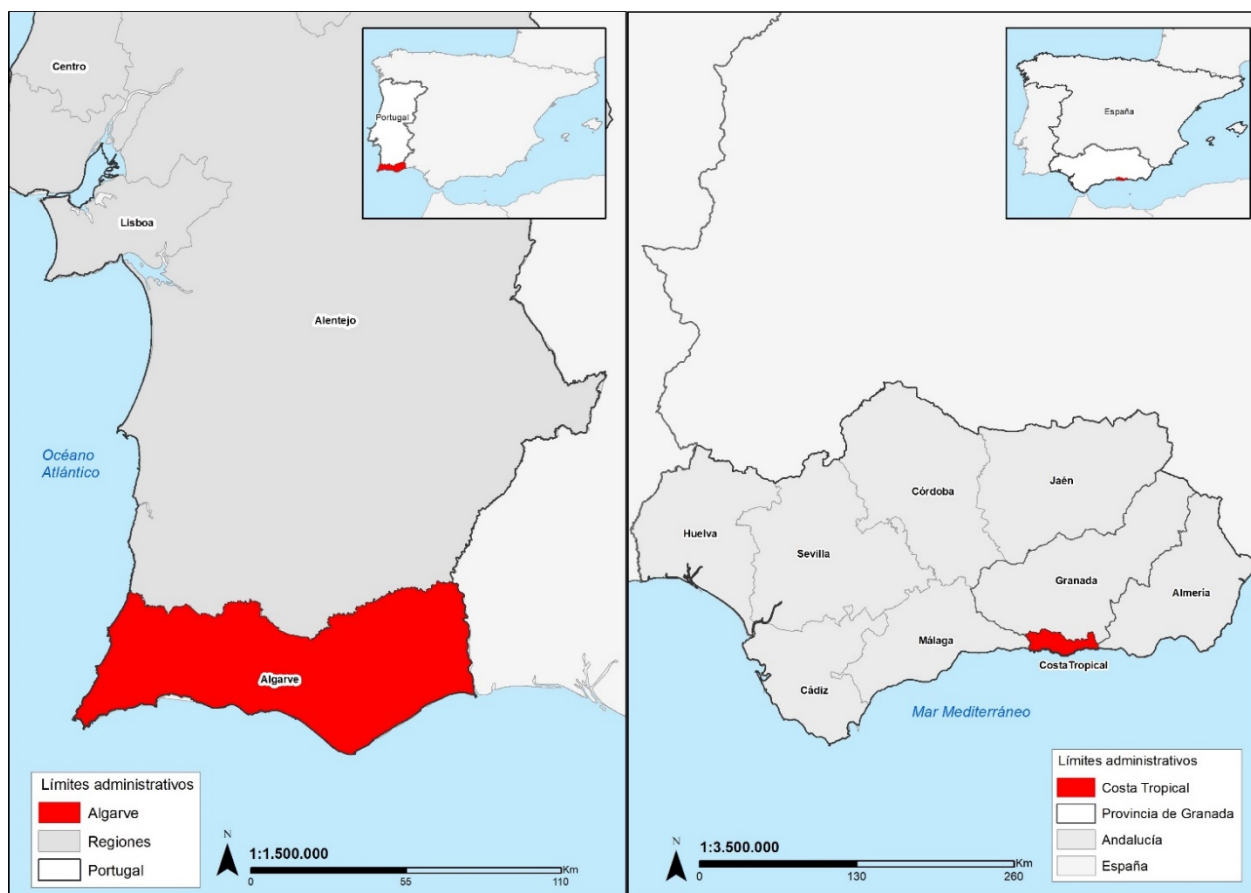 Centro
Lisboa
Alentejo
Océano
Atlántico
Algarve
Portugal
Límites administrativos
Algarve
Regiones
Portugal
N
1:1.500.000
Km
0 55 110
España
Huelva
Sevilla
Córdoba
Jaén
Granada
Almería
Málaga
Cádiz
CostaTropical
Mar Mediterráneo
Límites administrativos
Costa Tropical
Provincia de Granada
Andalucía
España
N
1:3.500.000
Km
0 130 260